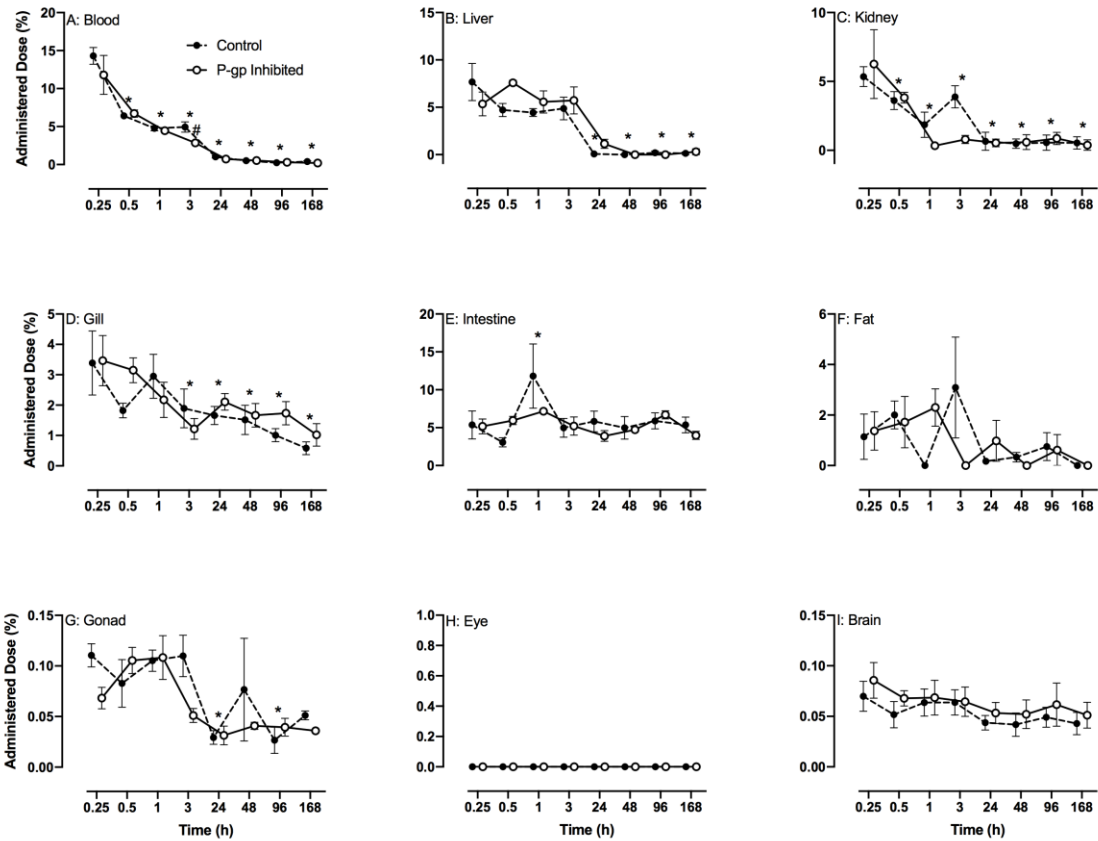 A: Blood
Control
P-gp Inhibited
Administered Dose (%)
20
15
10
5
0
* * * # * * * *
0.25 0.5 1 3 24 48 96 168
B: Liver
15
10
5
0
* * * *
0.25 0.5 1 3 24 48 96 168
C: Kidney
10
5
0
* * * * * * *
0.25 0.5 1 3 24 48 96 168
D: Gill
Administered Dose (%)
5
4
3
2
1
0
* * * * *
0.25 0.5 1 3 24 48 96 168
E: Intestine
20
15
10
5
0
*
0.25 0.5 1 3 24 48 96 168
F: Fat
6
4
2
0
0.25 0.5 1 3 24 48 96 168
G: Gonad
Administered Dose (%)
0.15
0.10
0.05
0.00
* *
0.25 0.5 1 3 24 48 96 168
Time (h)
H: Eye
1.0
0.8
0.6
0.4
0.2
0.0
0.25 0.5 1 3 24 48 96 168
Time (h)
I: Brain
0.15
0.10
0.05
0.00
0.25 0.5 1 3 24 48 96 168
Time (h)